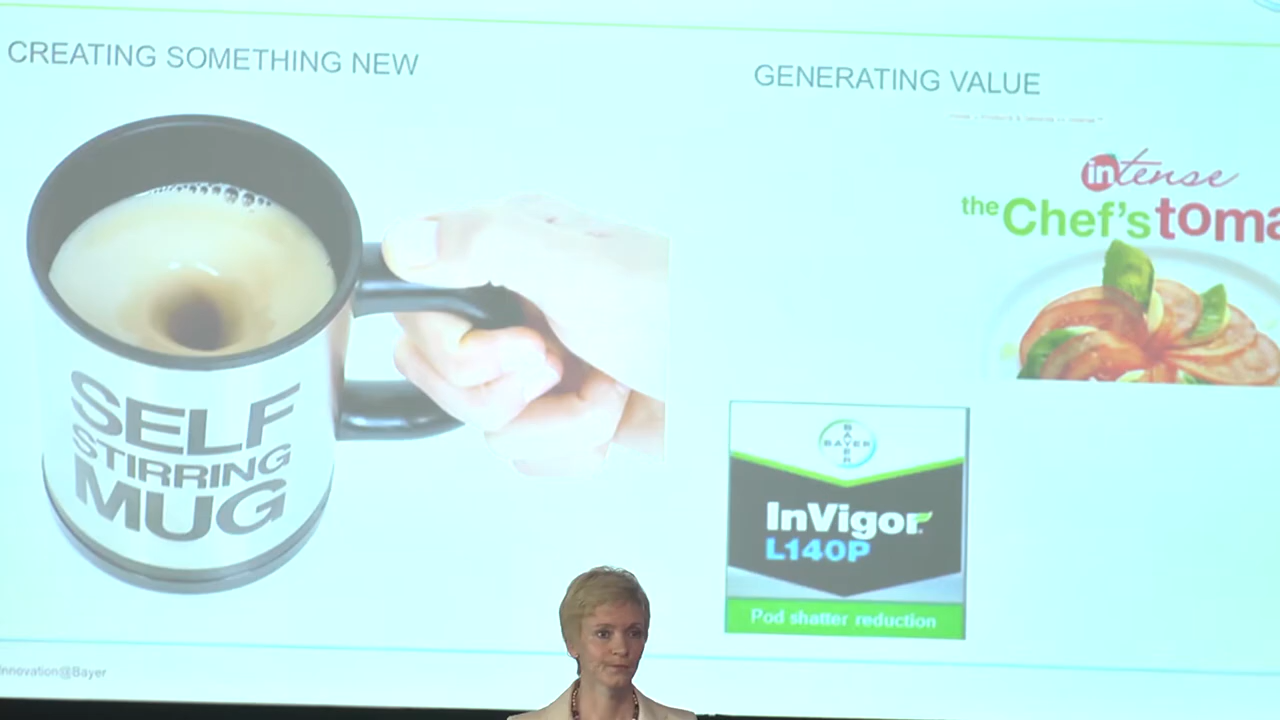 CREATING SOMETHING NEW
GENERATING VALUE
intense
the Chef's toma
SELF
STIRRING
MUG
BAYER
BAYER
InVigor
L140P
Pod shatter reduction
Innovation@Bayer